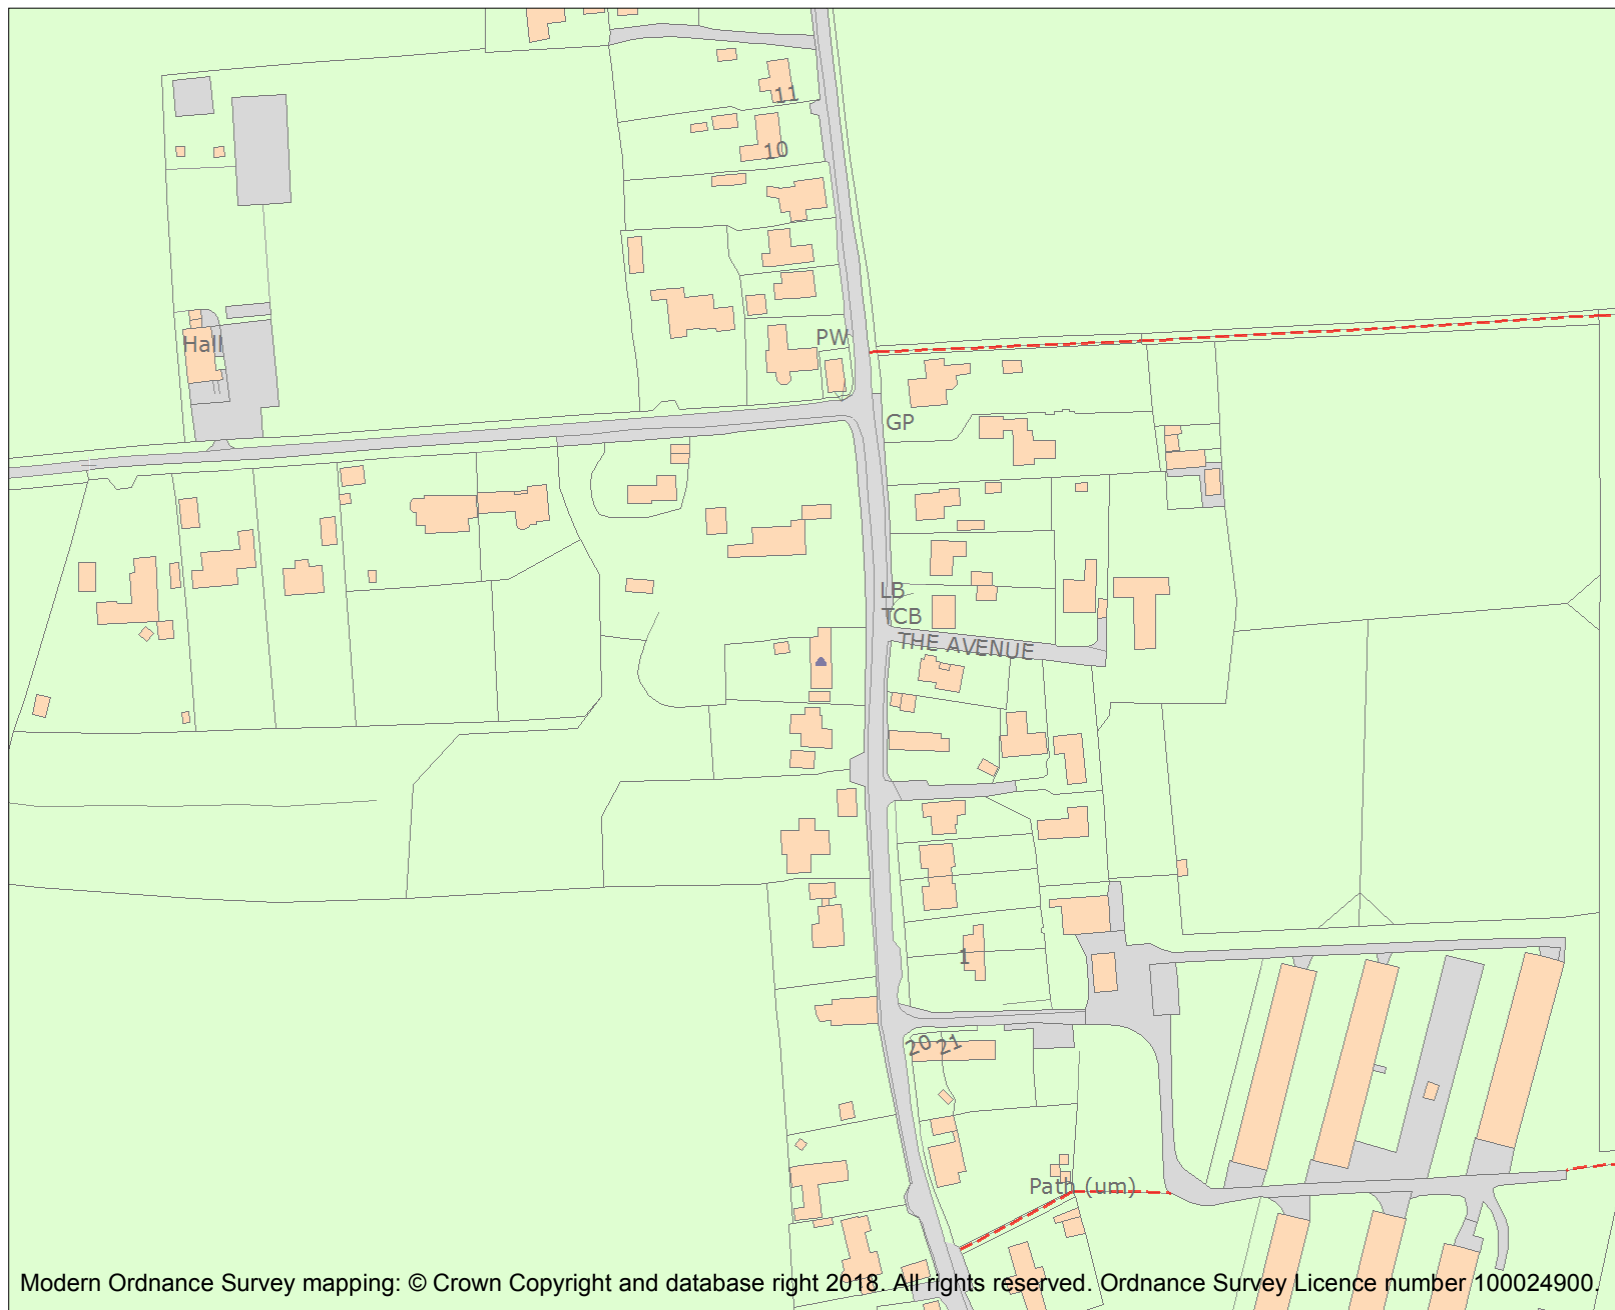 11
10
PW
Hall
GP
LB
TCB
THE AVENUE
1
20 21
Path (um)
Modern Ordnance Survey mapping: © Crown Copyright and database right 2018. All rights reserved. Ordnance Survey Licence number 100024900.